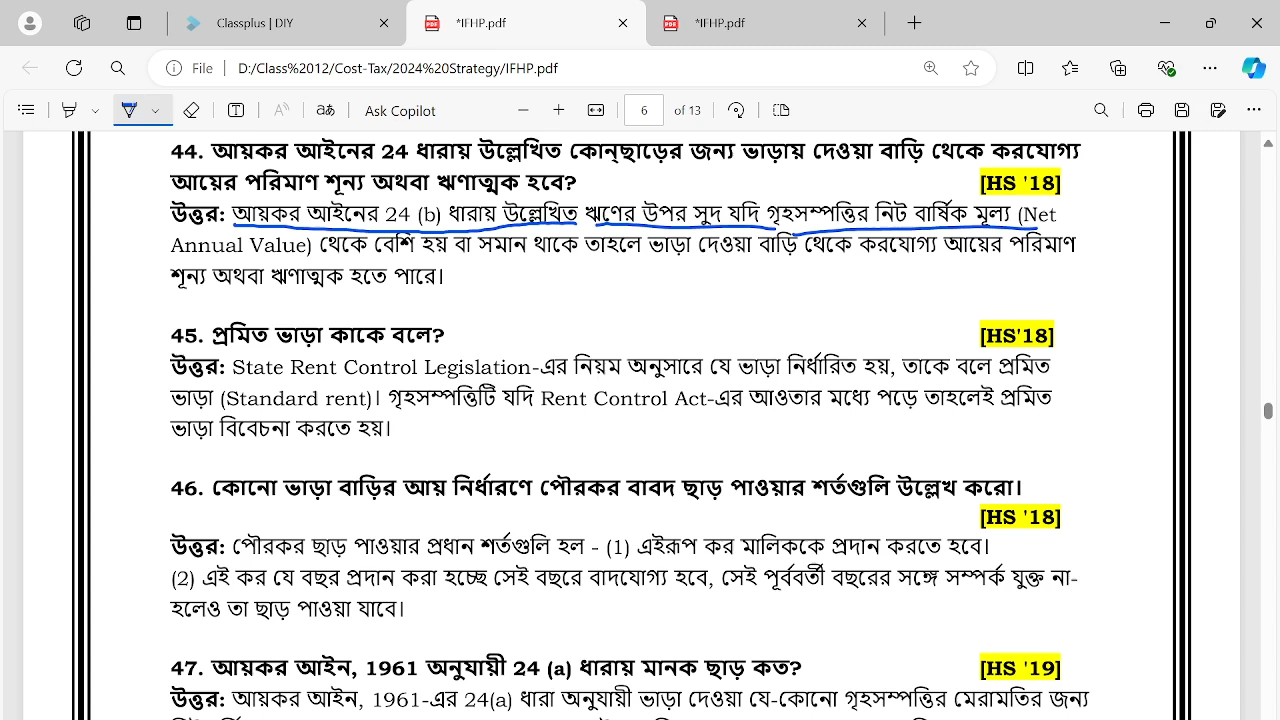 Classplus | DIY
*IFHP.pdf
*IFHP.pdf
File
D:/Class%2012/Cost-Tax/2024%20Strategy/IFHP.pdf
Ask Copilot
6 of 13
44. আয়কর আইনের 24 ধারায় উল্লেখিত কোন্‌ছাড়ের জন্য ভাড়ায় দেওয়া বাড়ি থেকে করযোগ্য
আয়ের পরিমাণ শূন্য অথবা ঋণাত্মক হবে? [HS '18]
উত্তর: আয়কর আইনের 24 (b) ধারায় উল্লেখিত ঋণের উপর সুদ যদি গৃহসম্পত্তির নিট বার্ষিক মূল্য (Net
Annual Value) থেকে বেশি হয় বা সমান থাকে তাহলে ভাড়া দেওয়া বাড়ি থেকে করযোগ্য আয়ের পরিমাণ
শূন্য অথবা ঋণাত্মক হতে পারে।
45. প্রমিত ভাড়া কাকে বলে? [HS'18]
উত্তর: State Rent Control Legislation-এর নিয়ম অনুসারে যে ভাড়া নির্ধারিত হয়, তাকে বলে প্রমিত
ভাড়া (Standard rent)। গৃহসম্পত্তিটি যদি Rent Control Act-এর আওতার মধ্যে পড়ে তাহলেই প্রমিত
ভাড়া বিবেচনা করতে হয়।
46. কোনো ভাড়া বাড়ির আয় নির্ধারণে পৌরকর বাবদ ছাড় পাওয়ার শর্তগুলি উল্লেখ করো।
[HS '18]
উত্তর: পৌরকর ছাড় পাওয়ার প্রধান শর্তগুলি হল - (1) এইরূপ কর মালিককে প্রদান করতে হবে।
(2) এই কর যে বছর প্রদান করা হচ্ছে সেই বছরে বাদযোগ্য হবে, সেই পূর্ববর্তী বছরের সঙ্গে সম্পর্ক যুক্ত না-
হলেও তা ছাড় পাওয়া যাবে।
47. আয়কর আইন, 1961 অনুযায়ী 24 (a) ধারায় মানক ছাড় কত? [HS '19]
উত্তর: আয়কর আইন, 1961-এর 24(a) ধারা অনুযায়ী ভাড়া দেওয়া যে-কোনো গৃহসম্পত্তির মেরামতির জন্য